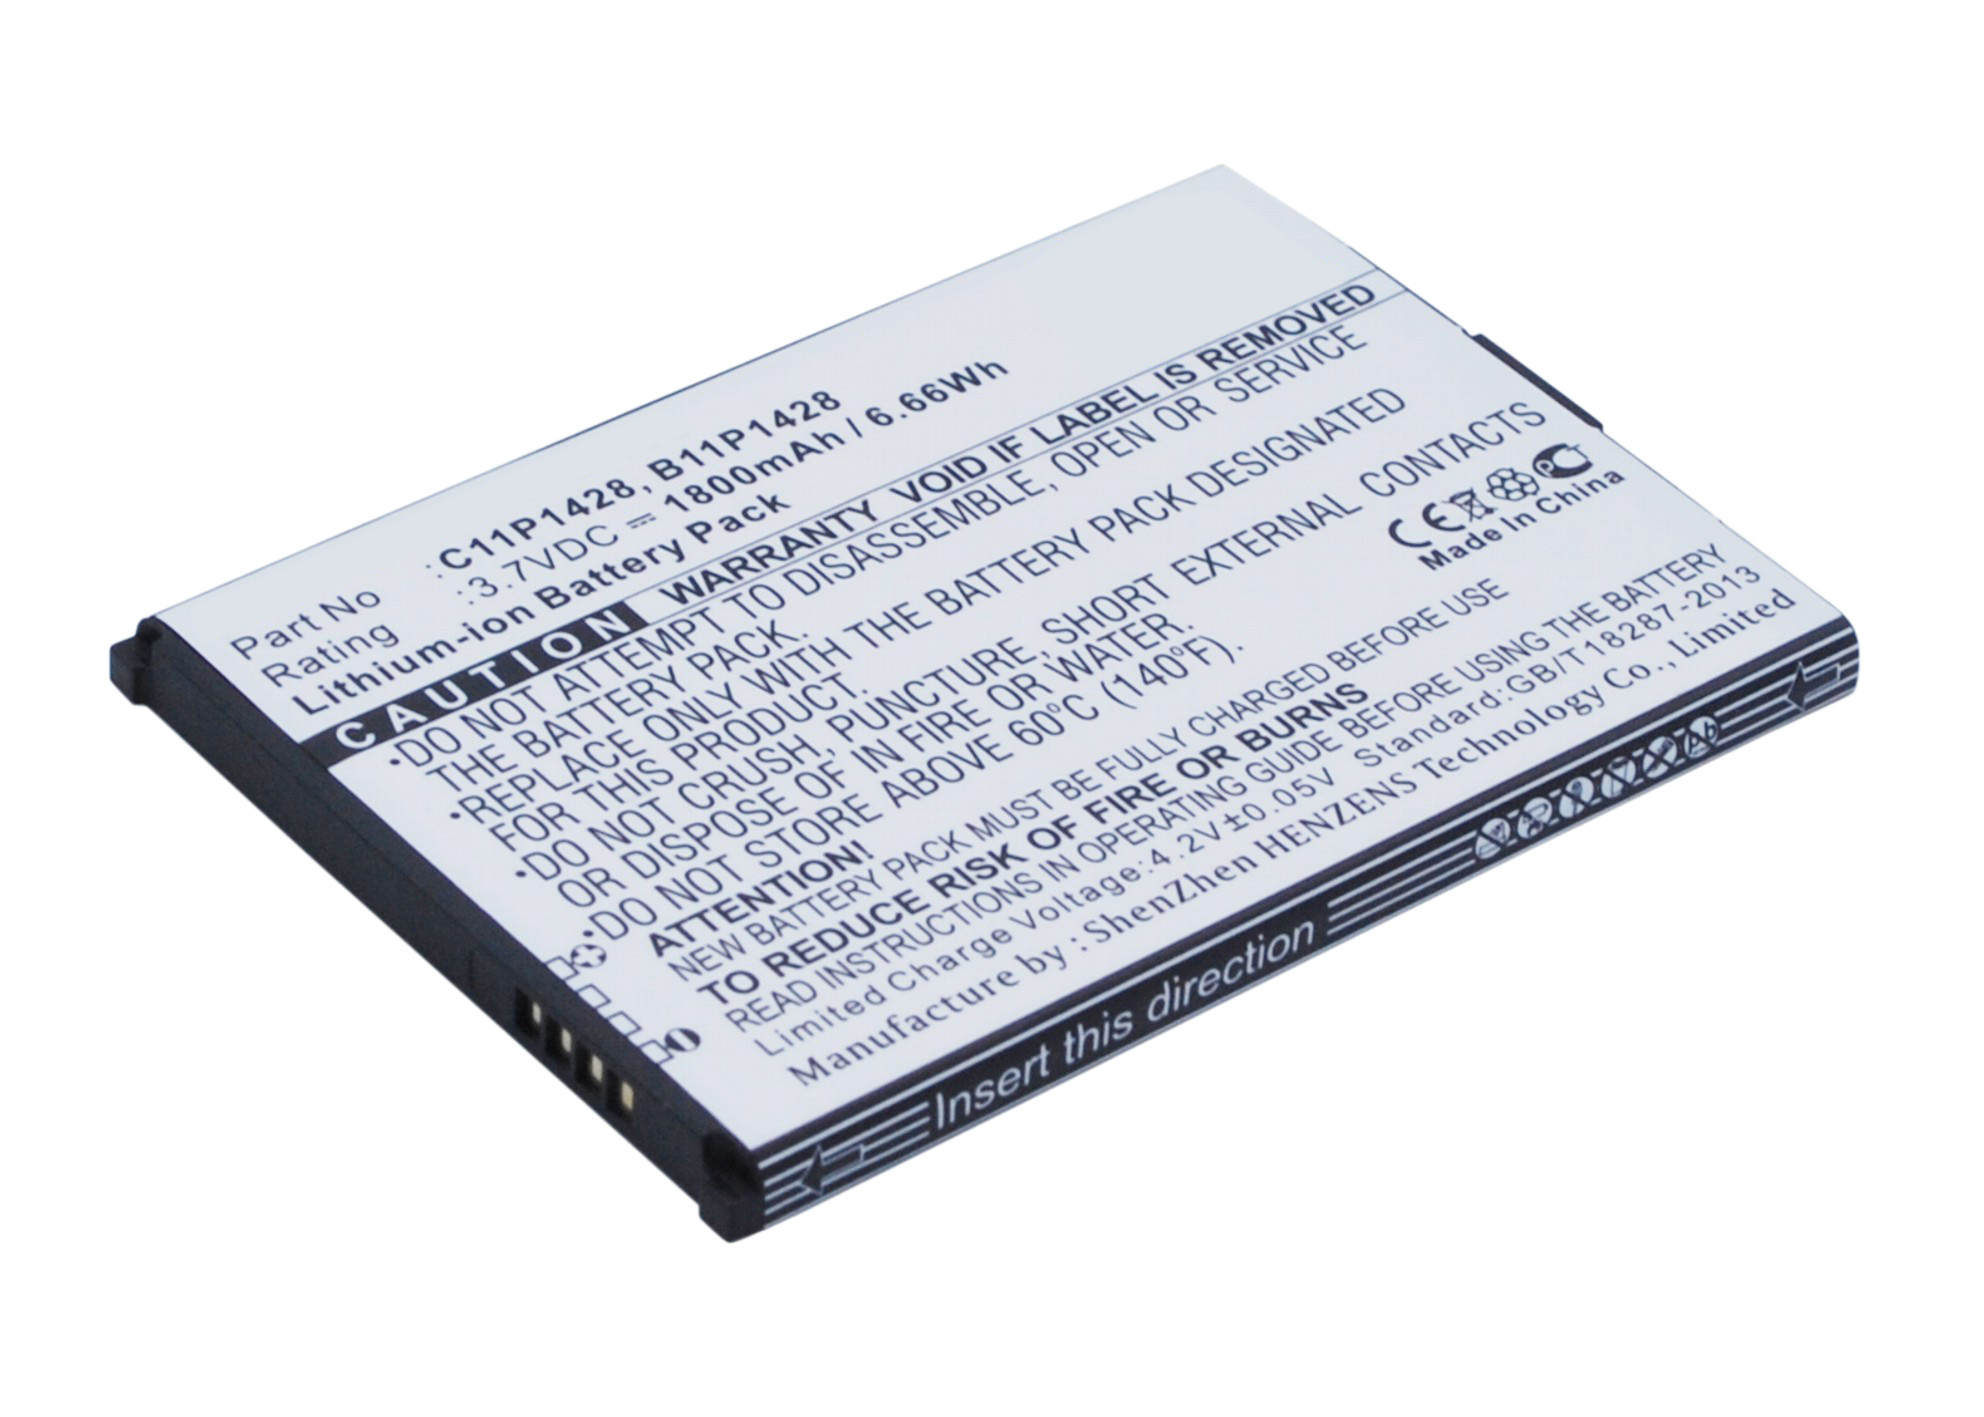 Part No : C11P1428, B11P1428
Rating : 3.7VDC ⎓ 1800mAh / 6.66Wh
Lithium-ion Battery Pack
CAUTION WARRANTY VOID IF LABEL IS REMOVED
•DO NOT ATTEMPT TO DISASSEMBLE, OPEN OR SERVICE
THE BATTERY PACK.
•REPLACE ONLY WITH THE BATTERY PACK DESIGNATED
FOR THIS PRODUCT.
•DO NOT CRUSH, PUNCTURE, SHORT EXTERNAL CONTACTS
OR DISPOSE OF IN FIRE OR WATER.
•DO NOT STORE ABOVE 60°C (140°F).
CE PC
Made in China
ATTENTION!
NEW BATTERY PACK MUST BE FULLY CHARGED BEFORE USE
TO REDUCE RISK OF FIRE OR BURNS
READ INSTRUCTIONS IN OPERATING GUIDE BEFORE USING THE BATTERY
Limited Charge Voltage:4.2V±0.05V Standard:GB/T18287-2013
Manufacture by : ShenZhen HENZENS Technology Co., Limited
Insert this direction
Pb